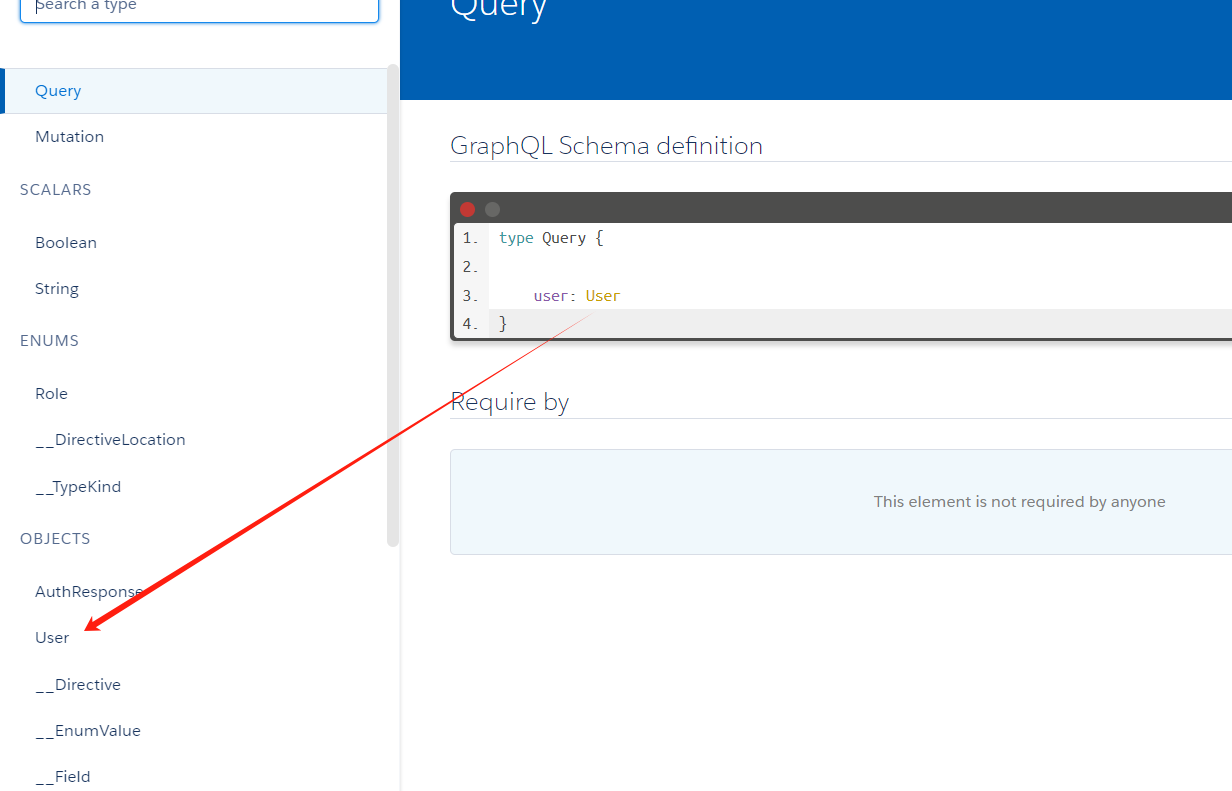 Search a type
Query
Mutation
SCALARS
Boolean
String
ENUMS
Role
__DirectiveLocation
__TypeKind
OBJECTS
AuthResponse
User
__Directive
__EnumValue
__Field
Query
GraphQL Schema definition
1. type Query {
2.
3. user: User
4. }
Require by
This element is not required by anyone